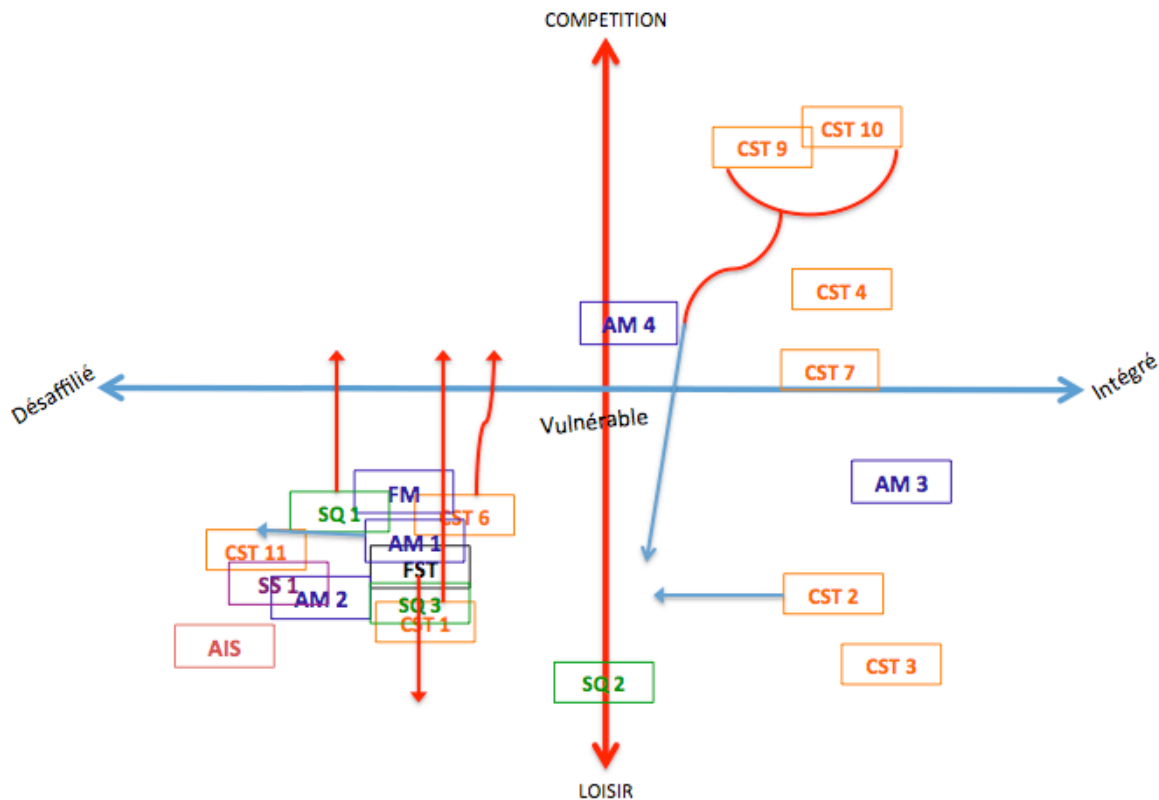 COMPETITION
CST 10
CST 9
CST 4
AM 4
CST 7
Désaffilié
Intégré
Vulnérable
FM
AM 3
SQ 1
CST 6
AM 1
CST 11
FST
SS 1
AM 2
SQ 3
CST 2
CST 1
AIS
CST 3
SQ 2
LOISIR